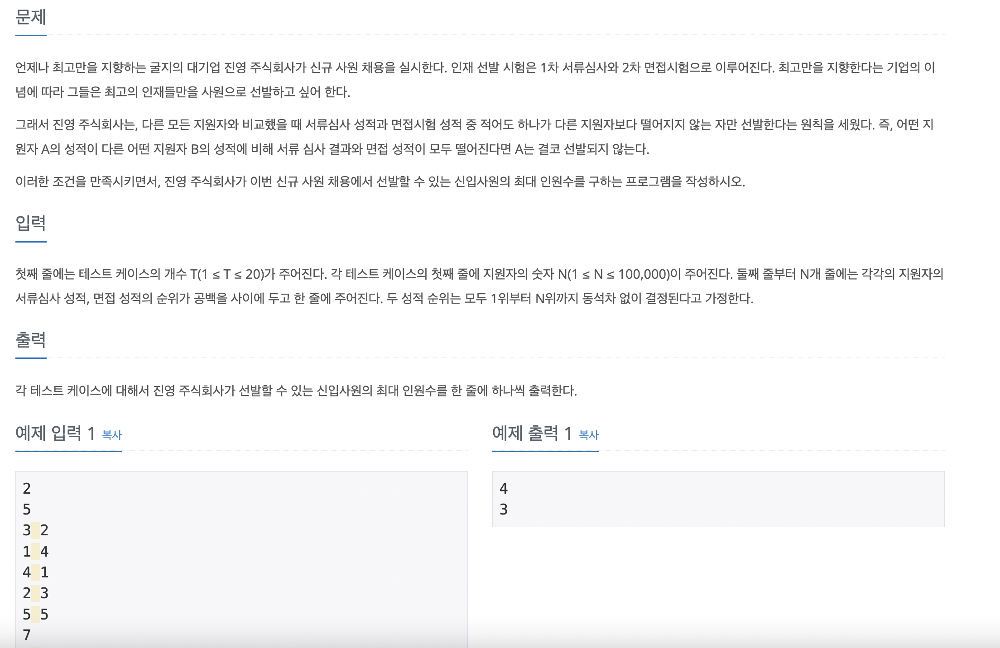 문제
언제나 최고만을 지향하는 굴지의 대기업 진영 주식회사가 신규 사원 채용을 실시한다. 인재 선발 시험은 1차 서류심사와 2차 면접시험으로 이루어진다. 최고만을 지향한다는 기업의 이
념에 따라 그들은 최고의 인재들만을 사원으로 선발하고 싶어 한다.
그래서 진영 주식회사는, 다른 모든 지원자와 비교했을 때 서류심사 성적과 면접시험 성적 중 적어도 하나가 다른 지원자보다 떨어지지 않는 자만 선발한다는 원칙을 세웠다. 즉, 어떤 지
원자 A의 성적이 다른 어떤 지원자 B의 성적에 비해 서류 심사 결과와 면접 성적이 모두 떨어진다면 A는 결코 선발되지 않는다.
이러한 조건을 만족시키면서, 진영 주식회사가 이번 신규 사원 채용에서 선발할 수 있는 신입사원의 최대 인원수를 구하는 프로그램을 작성하시오.
입력
첫째 줄에는 테스트 케이스의 개수 T(1 ≤ T ≤ 20)가 주어진다. 각 테스트 케이스의 첫째 줄에 지원자의 숫자 N(1 ≤ N ≤ 100,000)이 주어진다. 둘째 줄부터 N개 줄에는 각각의 지원자의
서류심사 성적, 면접 성적의 순위가 공백을 사이에 두고 한 줄에 주어진다. 두 성적 순위는 모두 1위부터 N위까지 동석차 없이 결정된다고 가정한다.
출력
각 테스트 케이스에 대해서 진영 주식회사가 선발할 수 있는 신입사원의 최대 인원수를 한 줄에 하나씩 출력한다.
예제 입력 1 복사
2
5
3 2
1 4
4 1
2 3
5 5
7
예제 출력 1 복사
4
3